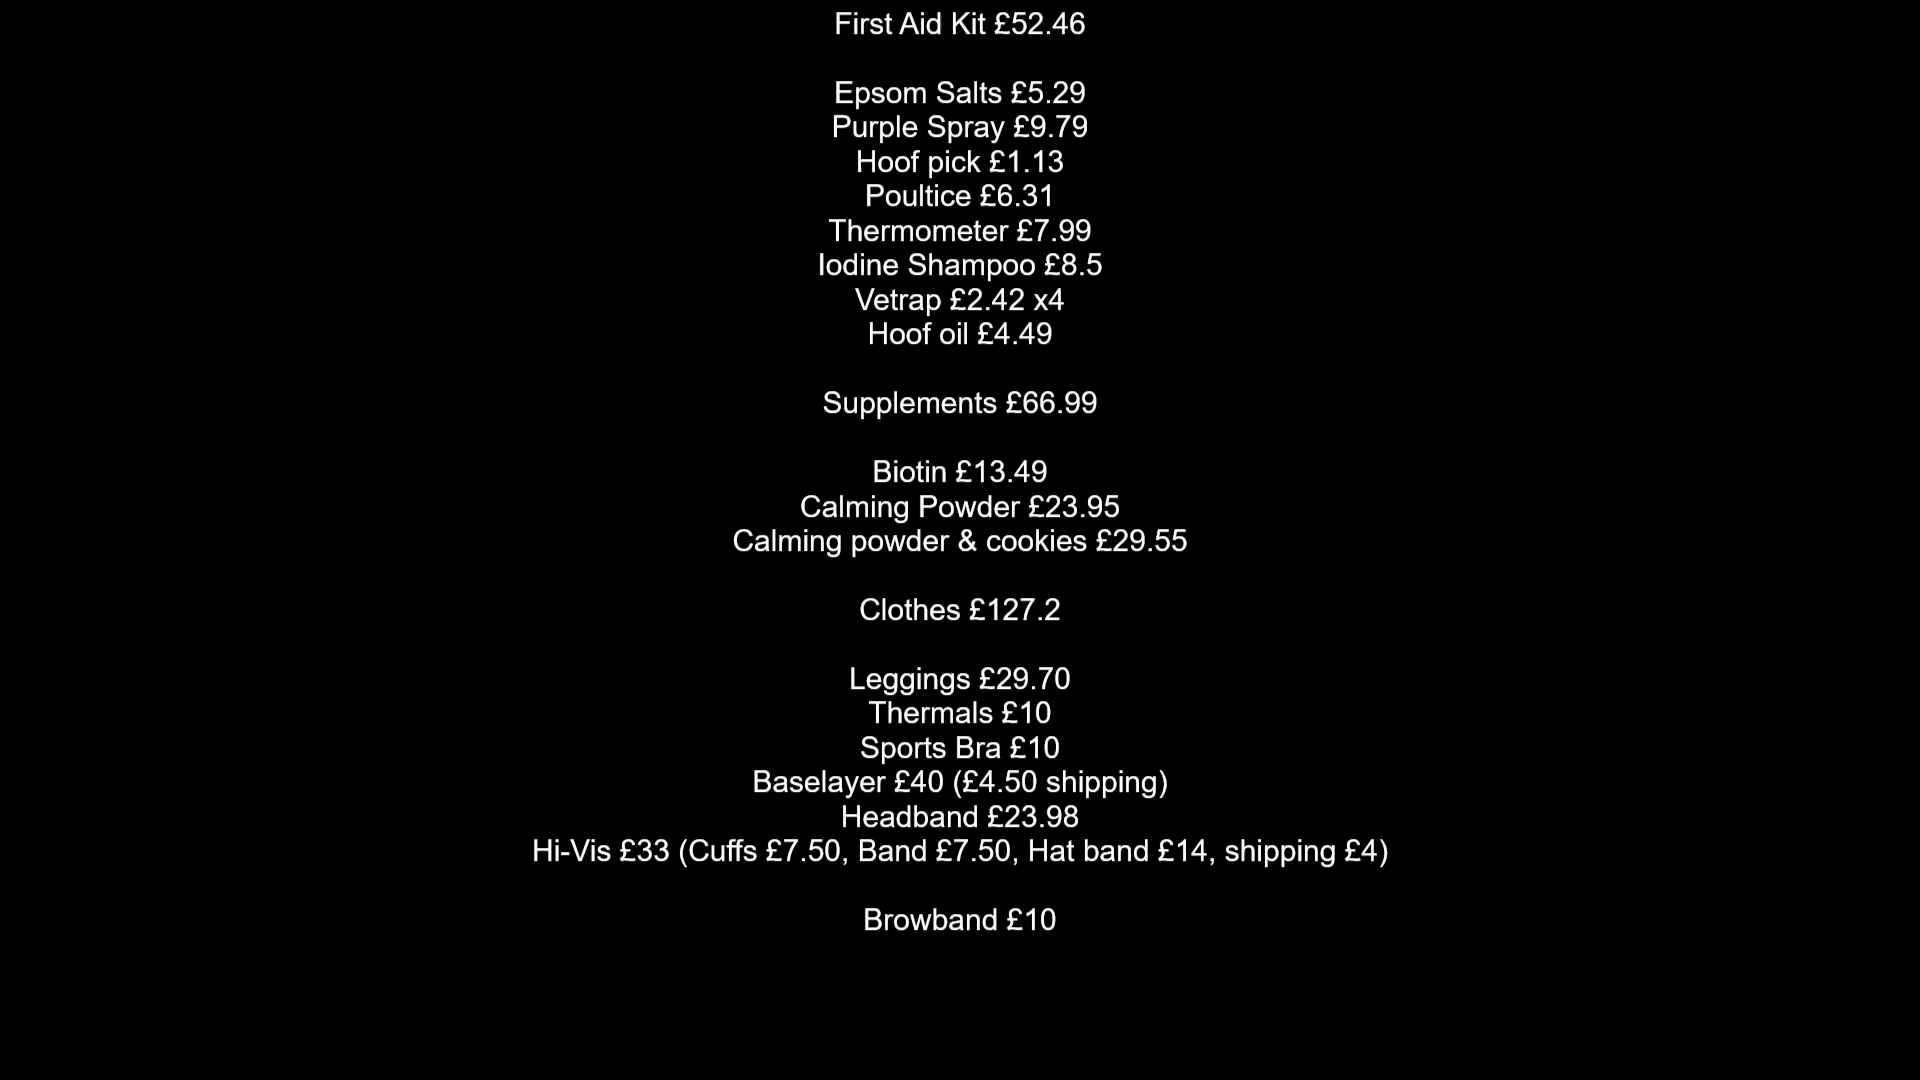 First Aid Kit £52.46
Epsom Salts £5.29
Purple Spray £9.79
Hoof pick £1.13
Poultice £6.31
Thermometer £7.99
Iodine Shampoo £8.5
Vetrap £2.42 x4
Hoof oil £4.49
Supplements £66.99
Biotin £13.49
Calming Powder £23.95
Calming powder & cookies £29.55
Clothes £127.2
Leggings £29.70
Thermals £10
Sports Bra £10
Baselayer £40 (£4.50 shipping)
Headband £23.98
Hi-Vis £33 (Cuffs £7.50, Band £7.50, Hat band £14, shipping £4)
Browband £10